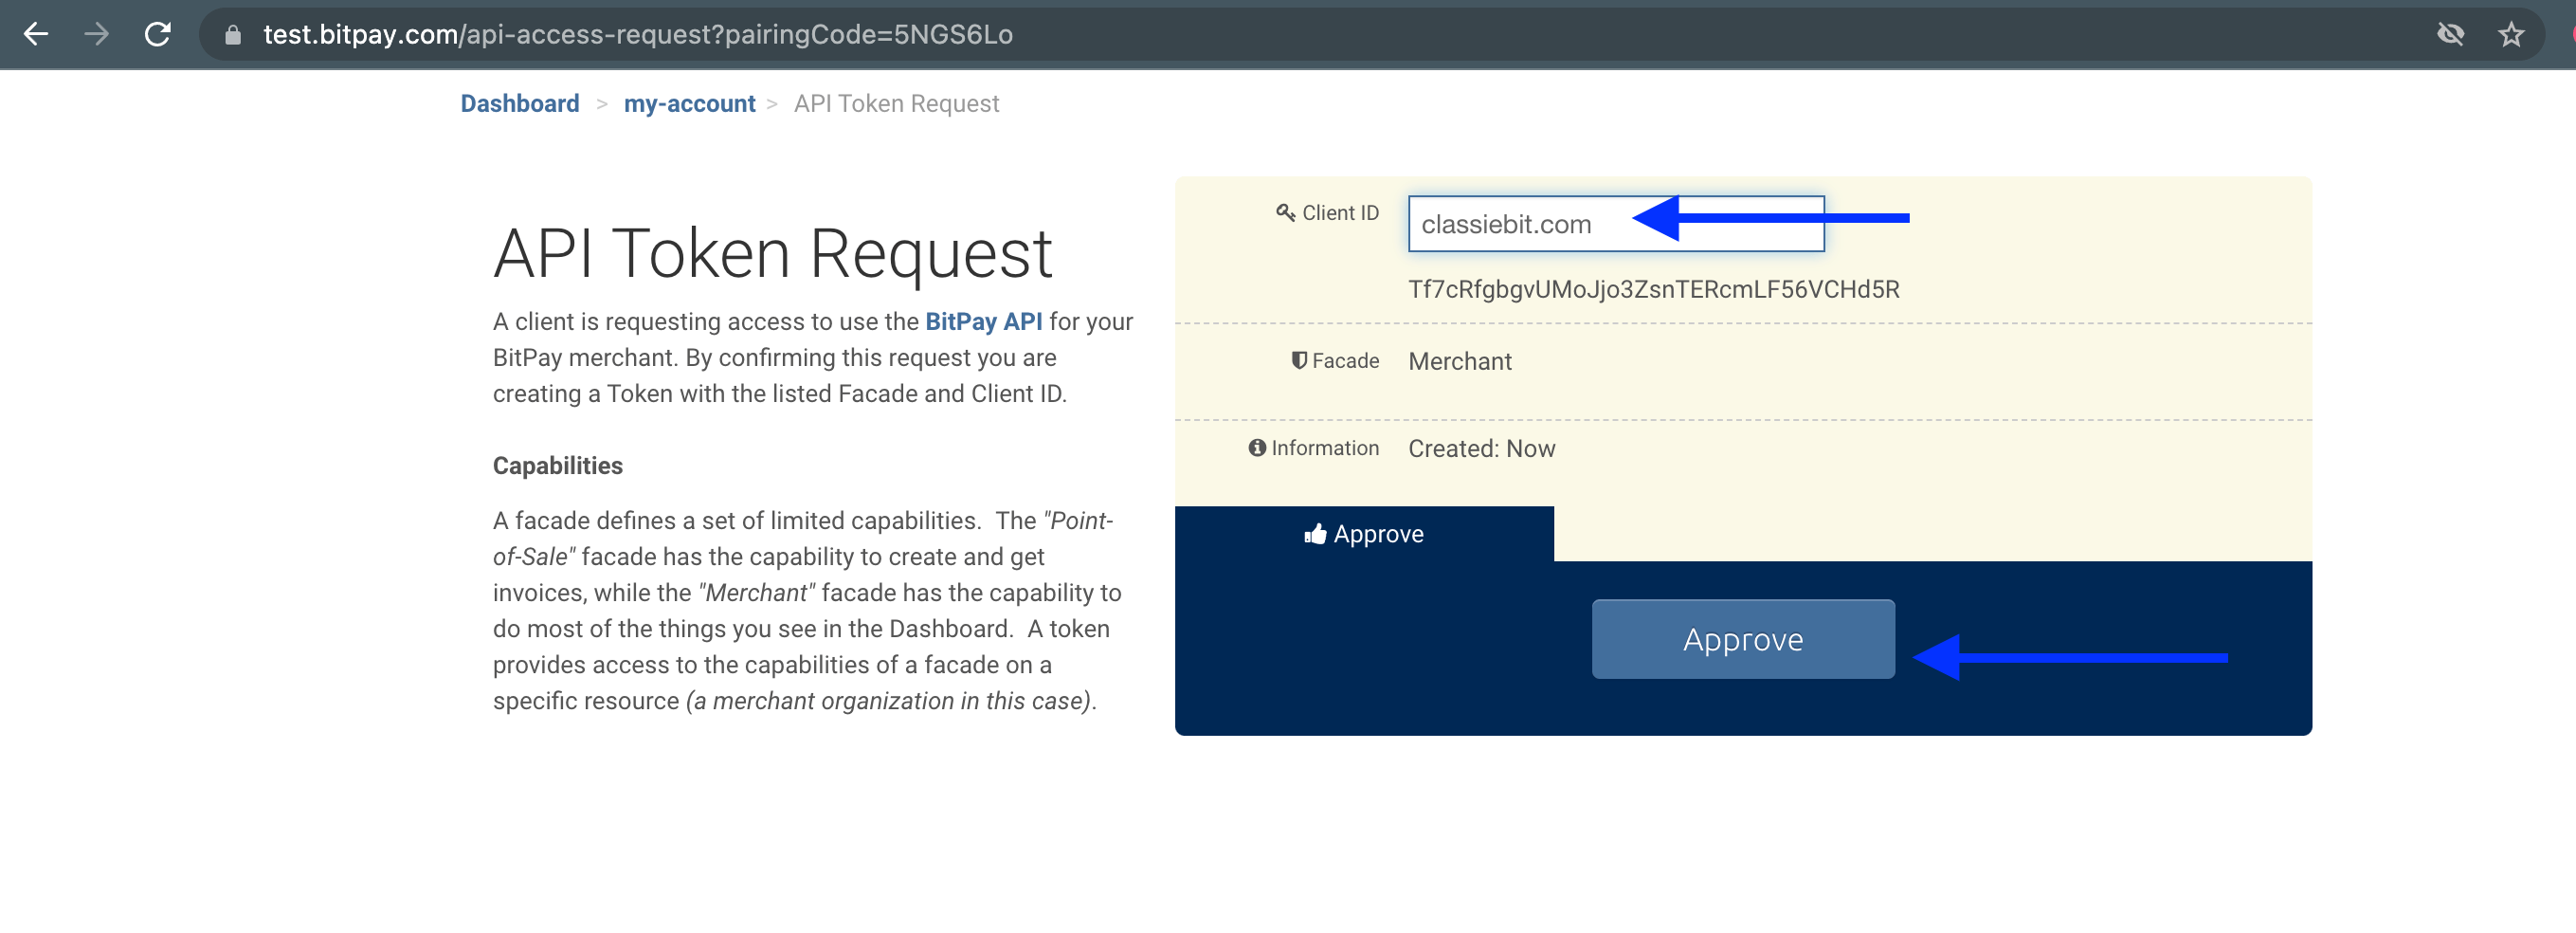 test.bitpay.com/api-access-request?pairingCode=5NGS6Lo
Dashboard > my-account > API Token Request
API Token Request
A client is requesting access to use the BitPay API for your
BitPay merchant. By confirming this request you are
creating a Token with the listed Facade and Client ID.
Capabilities
A facade defines a set of limited capabilities.  The "Point-
of-Sale" facade has the capability to create and get
invoices, while the "Merchant" facade has the capability to
do most of the things you see in the Dashboard.  A token
provides access to the capabilities of a facade on a
specific resource (a merchant organization in this case).
Client ID classiebit.com
Tf7cRfgbgvUMoJjo3ZsnTERcmLF56VCHd5R
Facade Merchant
Information Created: Now
Approve
Approve